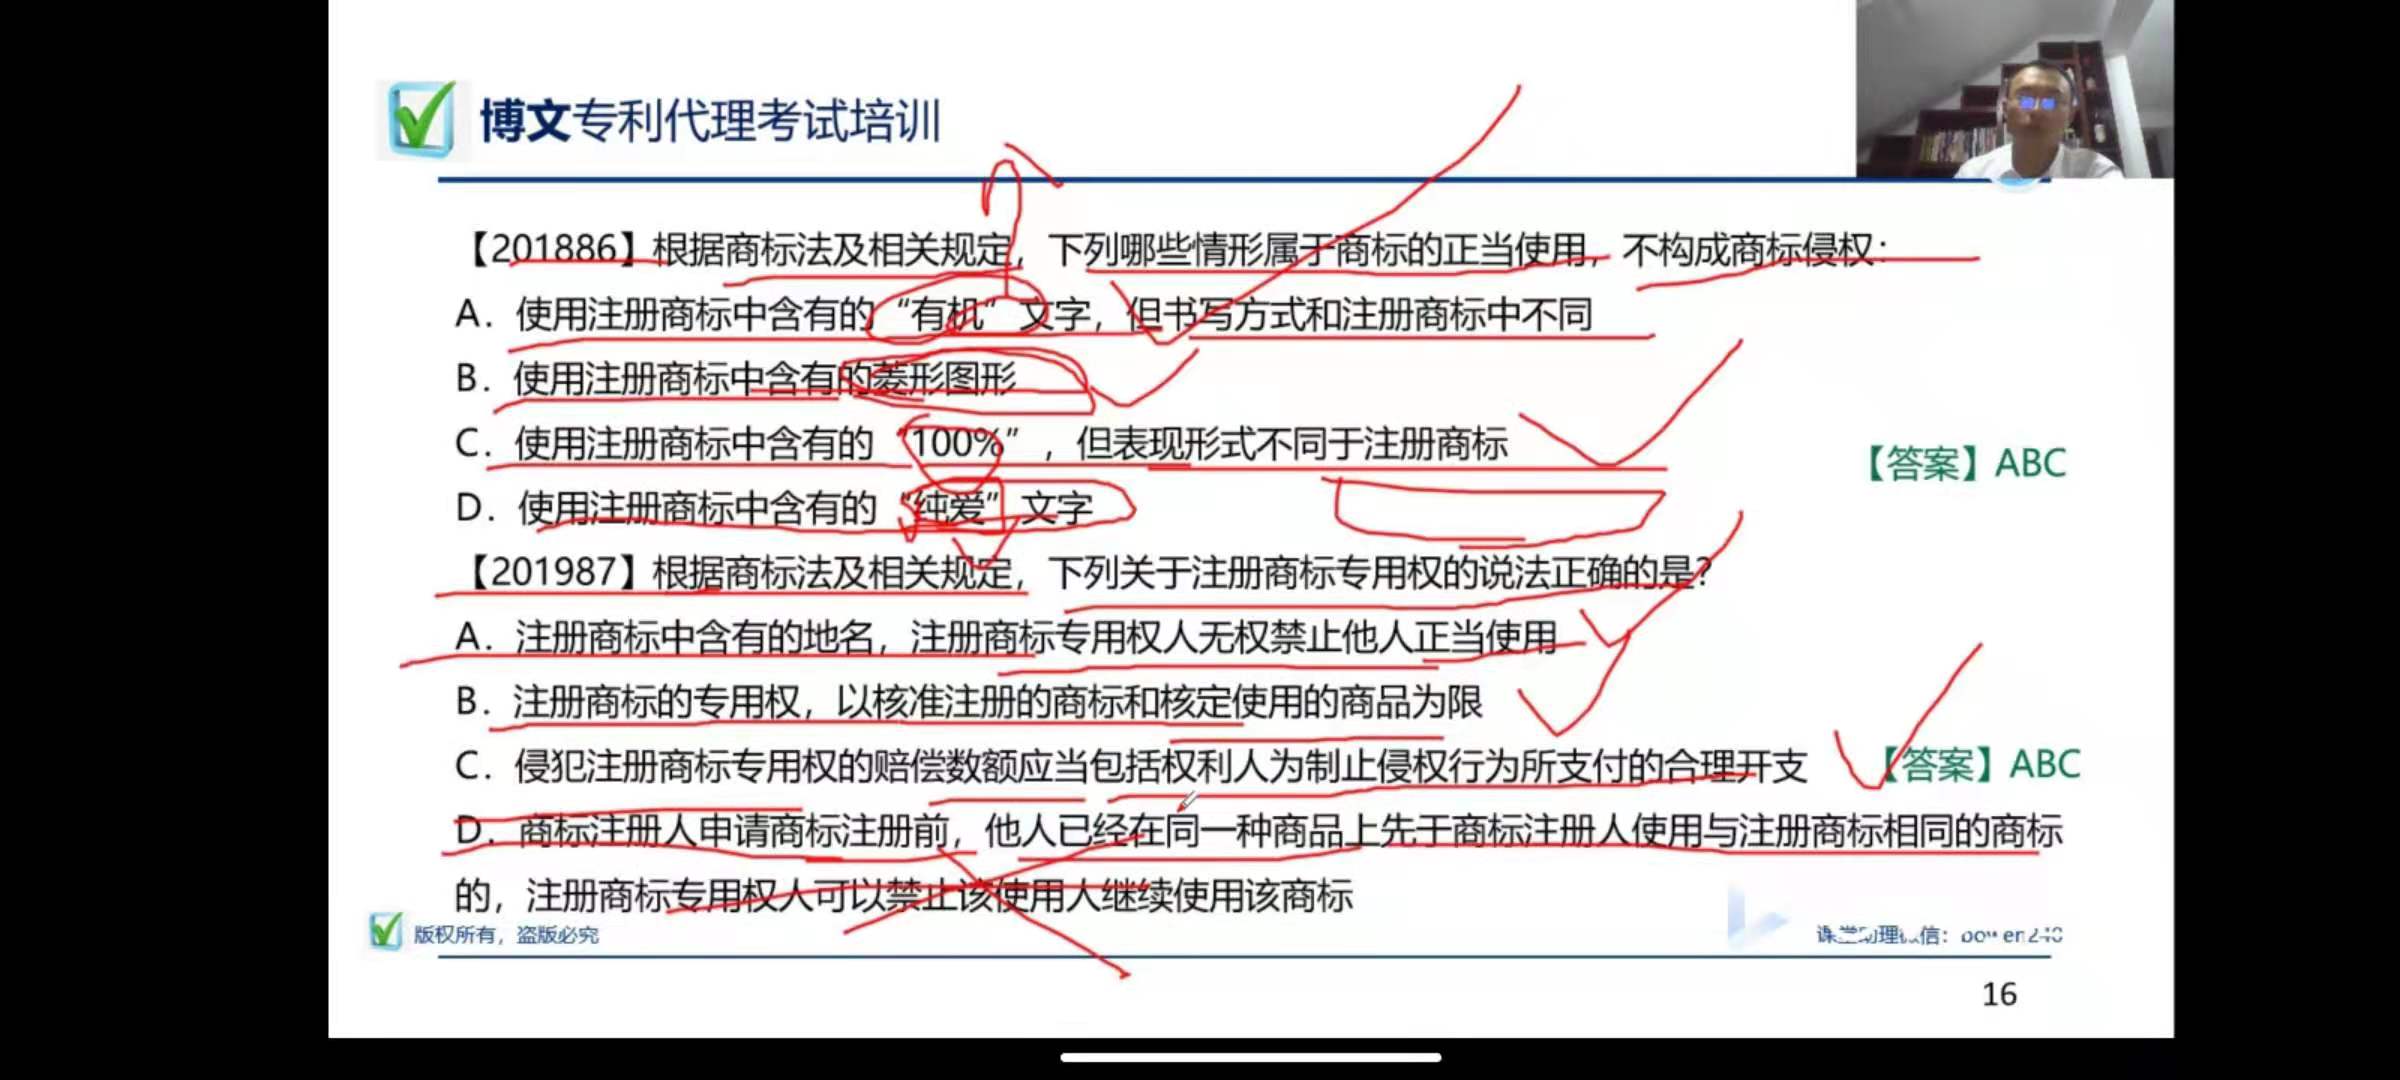 博文专利代理考试培训
【201886】根据商标法及相关规定，下列哪些情形属于商标的正当使用，不构成商标侵权：
A．使用注册商标中含有的“有机”文字，但书写方式和注册商标中不同
B．使用注册商标中含有的菱形图形
C．使用注册商标中含有的“100%”，但表现形式不同于注册商标
【答案】ABC
D．使用注册商标中含有的“纯爱”文字
【201987】根据商标法及相关规定，下列关于注册商标专用权的说法正确的是？
A．注册商标中含有的地名，注册商标专用权人无权禁止他人正当使用
B．注册商标的专用权，以核准注册的商标和核定使用的商品为限
C．侵犯注册商标专用权的赔偿数额应当包括权利人为制止侵权行为所支付的合理开支
【答案】ABC
D．商标注册人申请商标注册前，他人已经在同一种商品上先于商标注册人使用与注册商标相同的商标
的，注册商标专用权人可以禁止该使用人继续使用该商标
版权所有，盗版必究
16